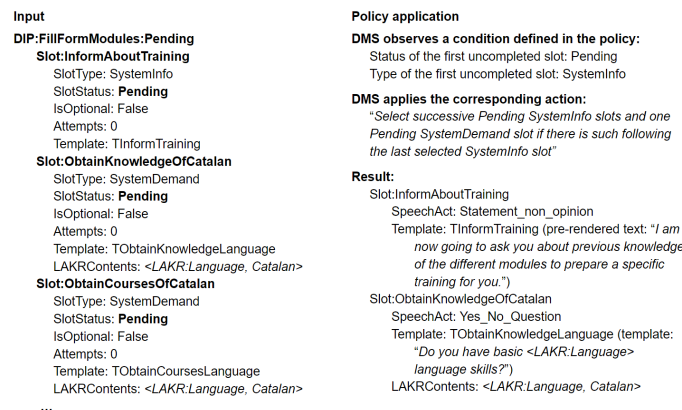 Input
DIP:FillFormModules:Pending
Slot:InformAboutTraining
SlotType: SystemInfo
SlotStatus: Pending
IsOptional: False
Attempts: 0
Template: TInformTraining
Slot:ObtainKnowledgeOfCatalan
SlotType: SystemDemand
SlotStatus: Pending
IsOptional: False
Attempts: 0
Template: TObtainKnowledgeLanguage
LAKRContents: <LAKR:Language, Catalan>
Slot:ObtainCoursesOfCatalan
SlotType: SystemDemand
SlotStatus: Pending
IsOptional: False
Attempts: 0
Template: TObtainCoursesLanguage
LAKRContents: <LAKR:Language, Catalan>
...
Policy application
DMS observes a condition defined in the policy:
Status of the first uncompleted slot: Pending
Type of the first uncompleted slot: SystemInfo
DMS applies the corresponding action:
“Select successive Pending SystemInfo slots and one
Pending SystemDemand slot if there is such following
the last selected SystemInfo slot”
Result:
Slot:InformAboutTraining
SpeechAct: Statement_non_opinion
Template: TInformTraining (pre-rendered text: “I am
now going to ask you about previous knowledge
of the different modules to prepare a specific
training for you.”)
Slot:ObtainKnowledgeOfCatalan
SpeechAct: Yes_No_Question
Template: TObtainKnowledgeLanguage (template:
“Do you have basic <LAKR:Language>
language skills?”)
LAKRContents: <LAKR:Language, Catalan>